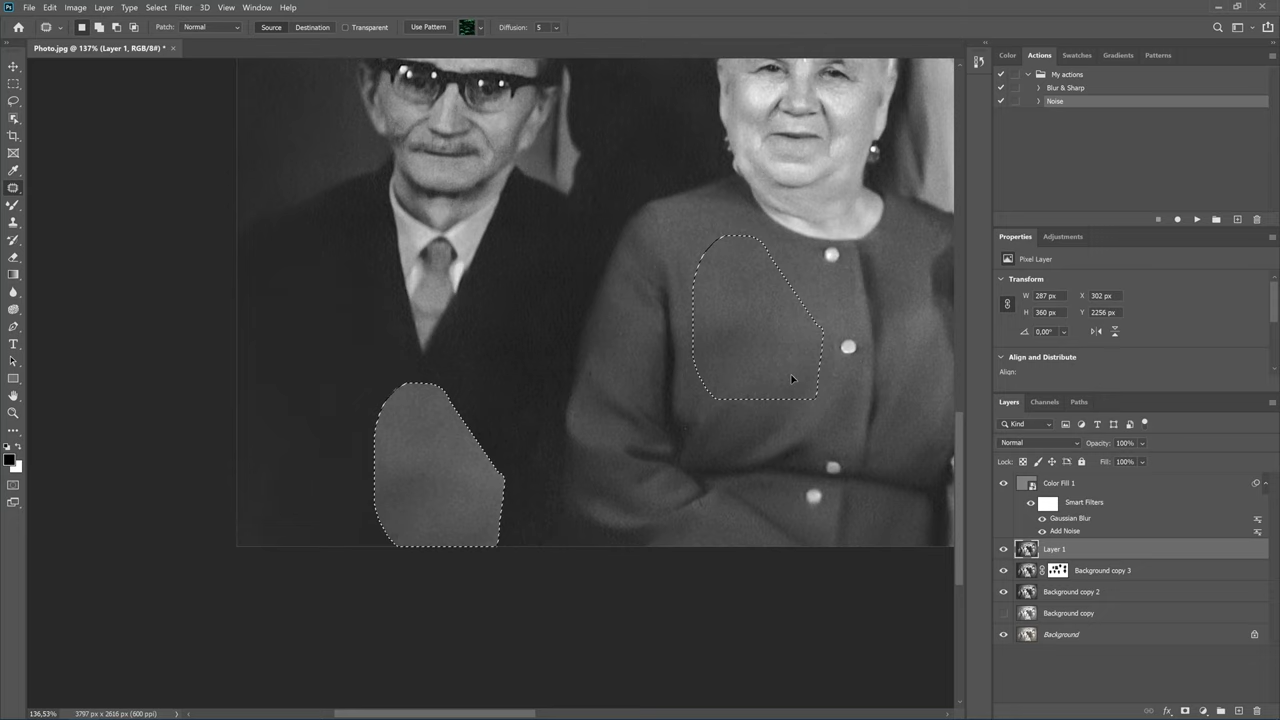 Ps File Edit Image Layer Type Select Filter 3D View Window Help
Patch: Normal Source Destination Transparent Use Pattern Diffusion: 5
Photo.jpg @ 137% (Layer 1, RGB/8#) * ×
Color Actions Swatches Gradients Patterns
My actions
Blur & Sharp
Noise
Properties Adjustments
Pixel Layer
Transform
W 287 px X 302 px
H 360 px Y 2256 px
0,00°
Align and Distribute
Align:
Layers Channels Paths
Kind
Normal Opacity: 100%
Lock: Fill: 100%
Color Fill 1
Smart Filters
Gaussian Blur
Add Noise
Layer 1
Background copy 3
Background copy 2
Background copy
Background
136,53% 3797 px x 2616 px (600 ppi)